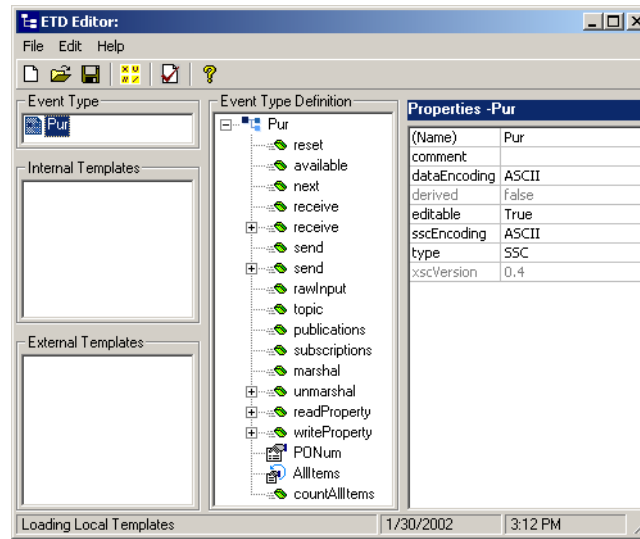 ETD Editor:
File Edit Help
Event Type
Pur
Internal Templates
External Templates
Event Type Definition
Pur
reset
available
next
receive
receive
send
send
rawInput
topic
publications
subscriptions
marshal
unmarshal
readProperty
writeProperty
PONum
AllItems
countAllItems
Properties -Pur
(Name) Pur
comment
dataEncoding ASCII
derived false
editable True
sscEncoding ASCII
type SSC
xscVersion 0.4
Loading Local Templates 1/30/2002 3:12 PM